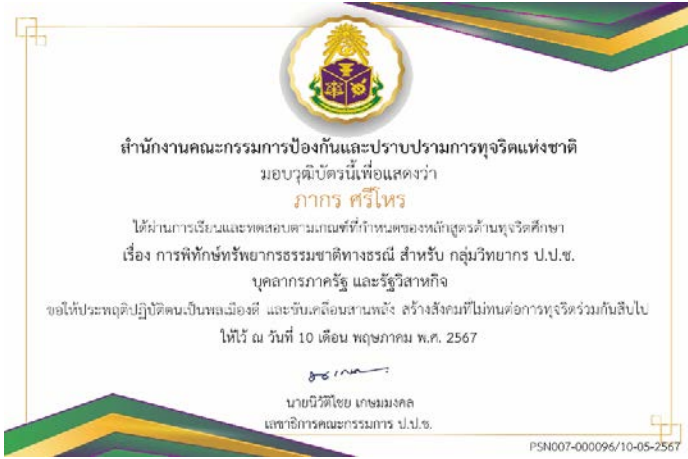 สำนักงานคณะกรรมการป้องกันและปราบปรามการทุจริตแห่งชาติ
มอบวุฒิบัตรนี้เพื่อแสดงว่า
ภากร ศรีโหร
ได้ผ่านการเรียนและทดสอบตามเกณฑ์ที่กำหนดของหลักสูตรต้านทุจริตศึกษา
เรื่อง การพิทักษ์ทรัพยากรธรรมชาติทางธรณี สำหรับ กลุ่มวิทยากร ป.ป.ช.
บุคลากรภาครัฐ และรัฐวิสาหกิจ
ขอให้ประพฤติปฏิบัติตนเป็นพลเมืองดี และขับเคลื่อนสานพลัง สร้างสังคมที่ไม่ทนต่อการทุจริตร่วมกันสืบไป
ให้ไว้ ณ วันที่ 10 เดือน พฤษภาคม พ.ศ. 2567
นายนิวัติไชย เกษมมงคล
เลขาธิการคณะกรรมการ ป.ป.ช.
PSN007-000096/10-05-2567